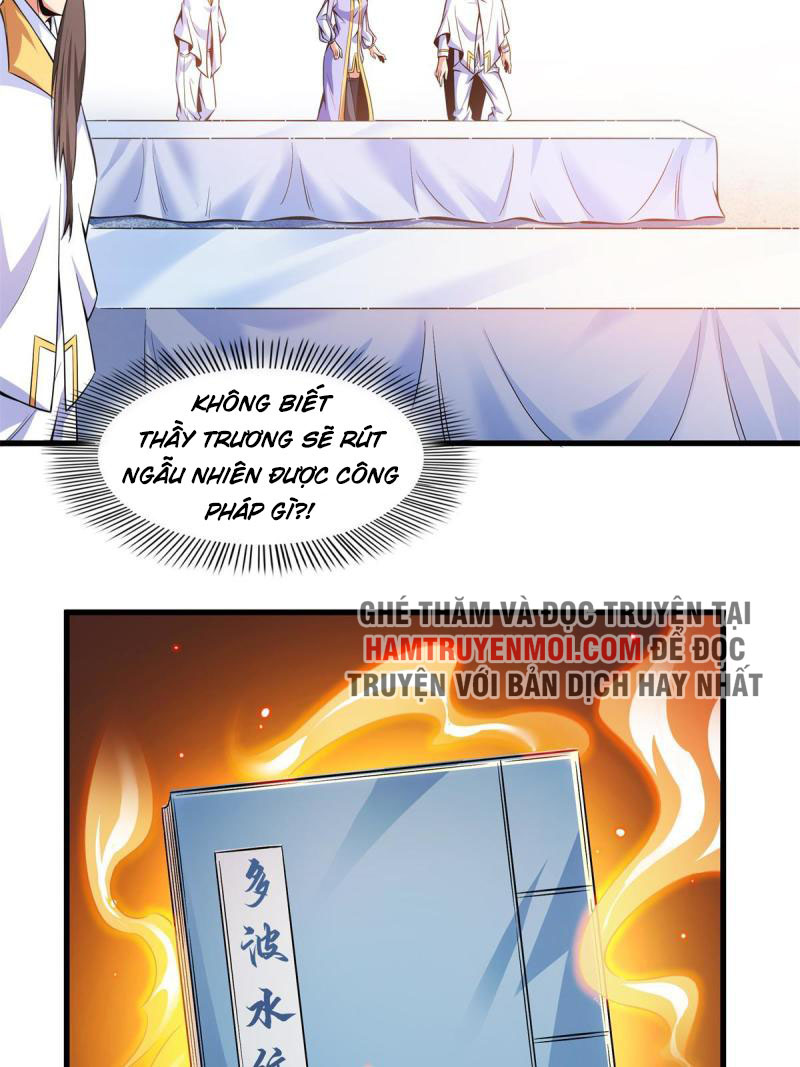 KHÔNG BIẾT
THẦY TRƯƠNG SẼ RÚT
NGẪU NHIÊN ĐƯỢC CÔNG
PHÁP GÌ?!
GHÉ THĂM VÀ ĐỌC TRUYỆN TẠI
HAMTRUYENMOI.COM ĐỂ ĐỌC
TRUYỆN VỚI BẢN DỊCH HAY NHẤT
多波水